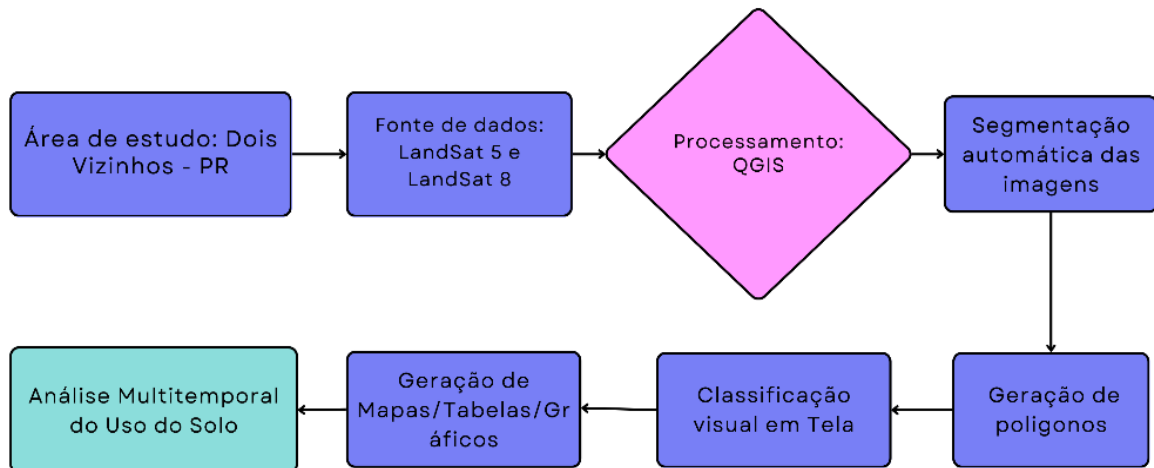 Área de estudo: Dois
Vizinhos - PR
Fonte de dados:
LandSat 5 e
LandSat 8
Processamento:
QGIS
Segmentação
automática das
imagens
Geração de
poligonos
Classificação
visual em Tela
Geração de
Mapas/Tabelas/Gr
áficos
Análise Multitemporal
do Uso do Solo